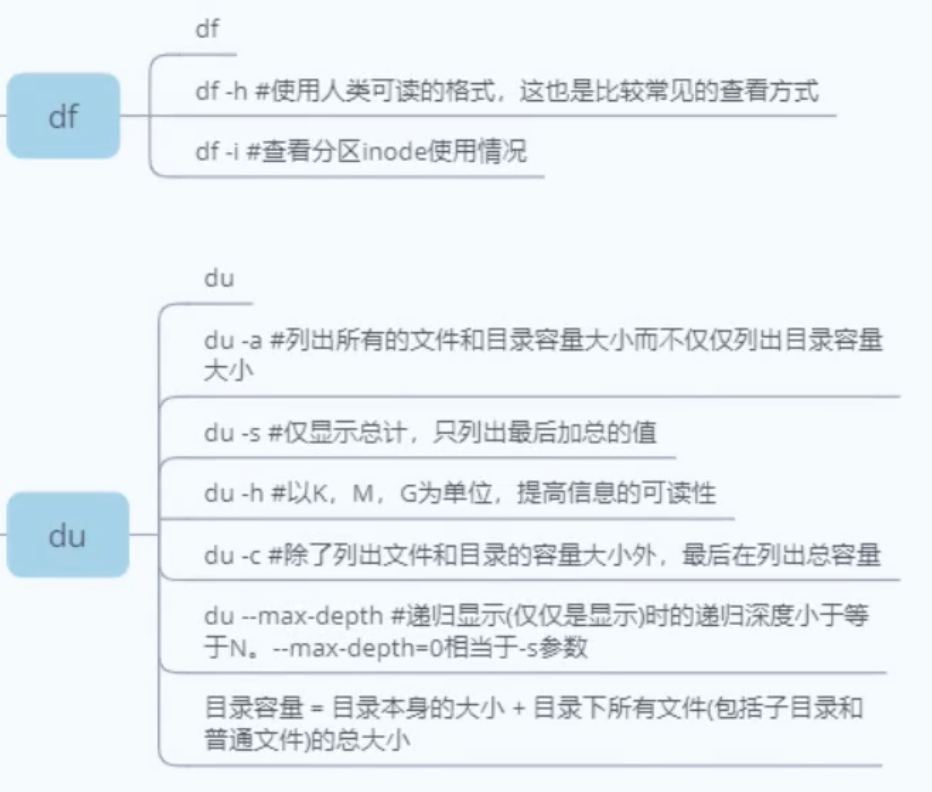 df
df
df -h #使用人类可读的格式，这也是比较常见的查看方式
df -i #查看分区inode使用情况
du
du
du -a #列出所有的文件和目录容量大小而不仅仅列出目录容量
大小
du -s #仅显示总计，只列出最后加总的值
du -h #以K，M，G为单位，提高信息的可读性
du -c #除了列出文件和目录的容量大小外，最后在列出总容量
du --max-depth #递归显示(仅仅是显示)时的递归深度小于等
于N。--max-depth=0相当于-s参数
目录容量 = 目录本身的大小 + 目录下所有文件(包括子目录和
普通文件)的总大小